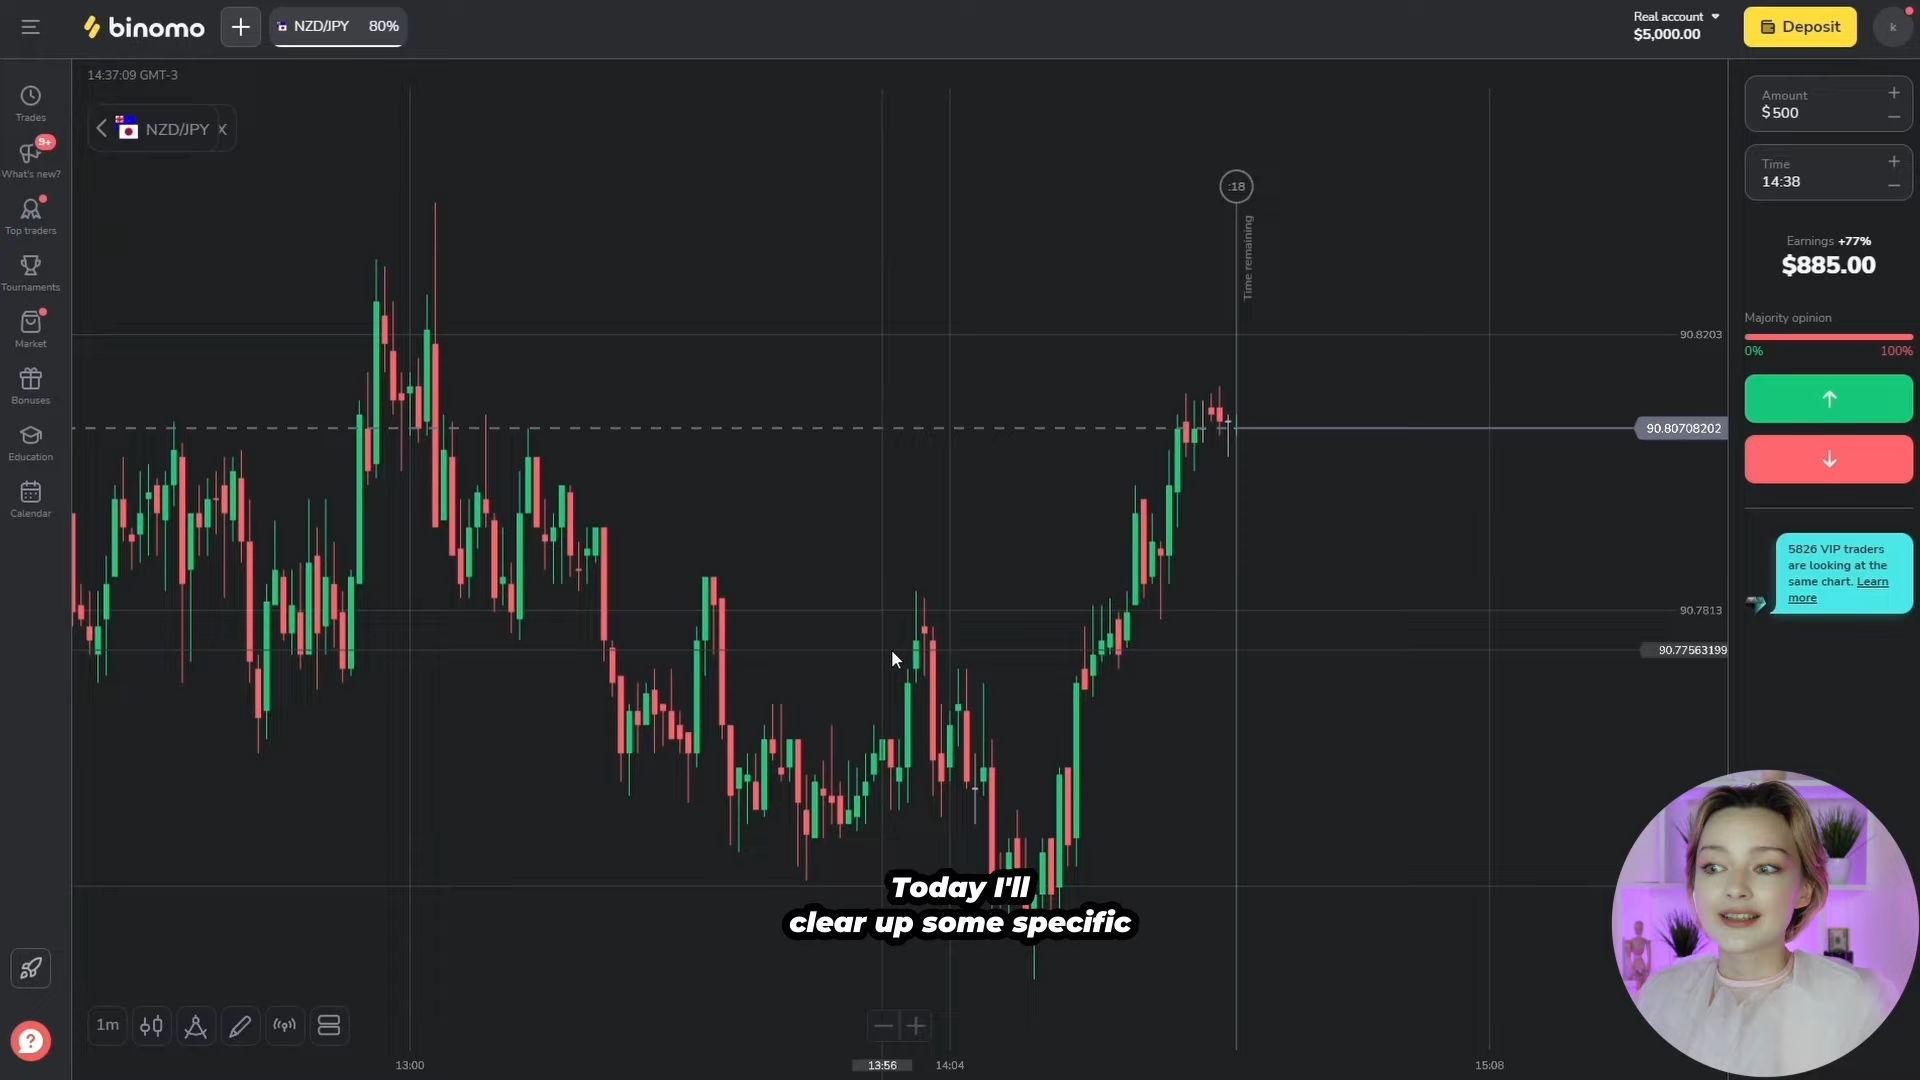 binomo
NZD/JPY 80%
Real account
$5,000.00
Deposit
k
14:37:09 GMT-3
NZD/JPY
Trades
9+
What's new?
Top traders
Tournaments
Market
Bonuses
Education
Calendar
:18
Time remaining
90.8203
90.80708202
90.7813
90.77563199
Amount
$500
Time
14:38
Earnings +77%
$885.00
Majority opinion
0% 100%
5826 VIP traders
are looking at the
same chart. Learn
more
Today I'll
clear up some specific
1m
13:00
13:56
14:04
15:08